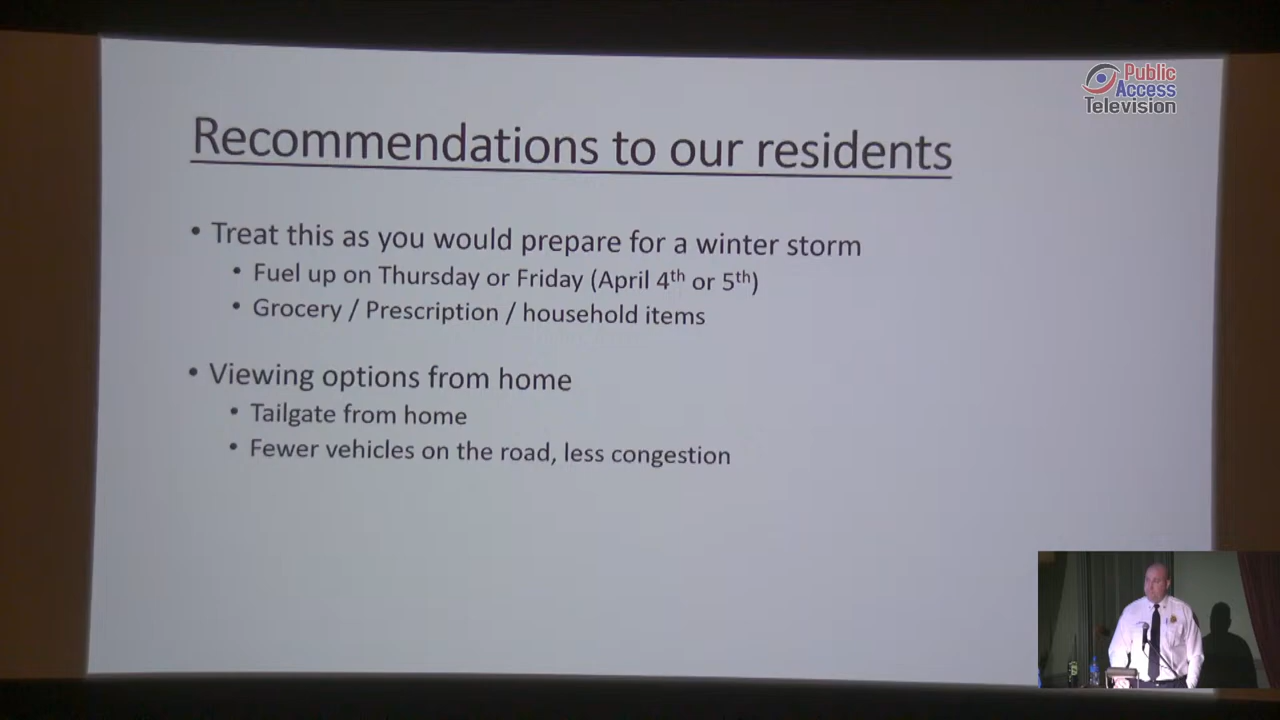 Public
Access
Television
Recommendations to our residents
• Treat this as you would prepare for a winter storm
• Fuel up on Thursday or Friday (April 4th or 5th)
• Grocery / Prescription / household items
• Viewing options from home
• Tailgate from home
• Fewer vehicles on the road, less congestion